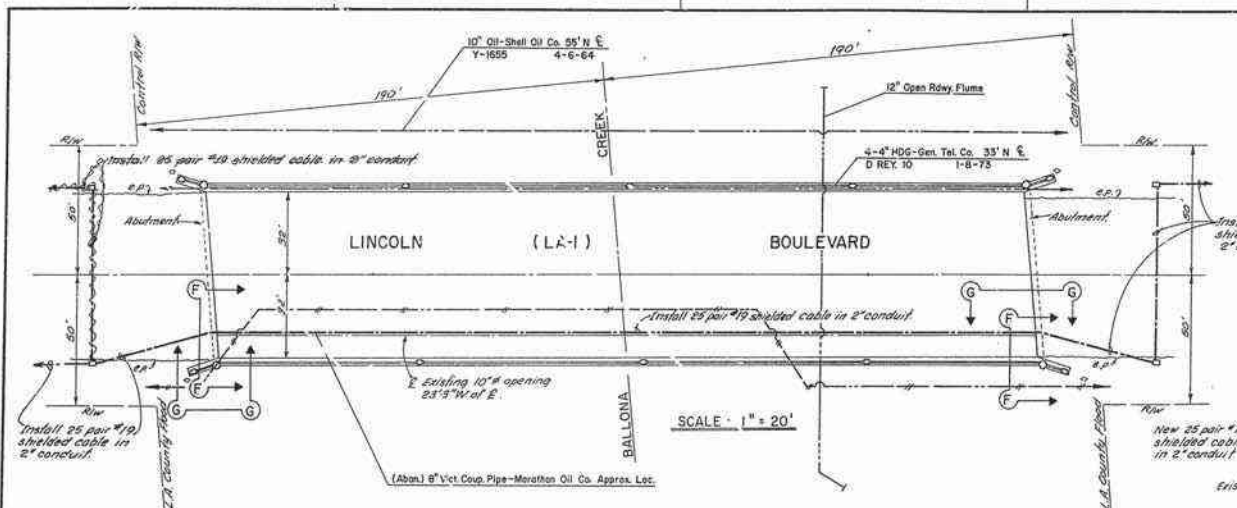 Control R/W
190'
10" Oil-Shell Oil Co. 55' N ℄
Y-1655 4-6-64
190'
Control R/W
12" Open Rdwy. Flume
CREEK
4-4" HDG-Gen. Tel. Co. 33' N ℄
D REY. 10 1-8-73
R/W
Install 25 pair #19 shielded cable in 2" conduit
e.p.
50'
Abutment
32'
LINCOLN (LA-1) BOULEVARD
R/W
e.p.
Abutment
50'
F
G
G
F
Install 25 pair #19 shielded cable in 2" conduit.
50'
e.p.
F
G
G
℄ Existing 10" ø opening
23'9" W of ℄.
BALLONA
SCALE - 1" = 20'
F
e.p.
50'
R/W
Install 25 pair #19
shielded cable in
2" conduit.
L.A. County Flood
(Aban.) 8" Vict. Coup. Pipe-Marathon Oil Co. Approx. Loc.
L.A. County Flood
R/W
New 25 pair
shielded
in 2" conduit